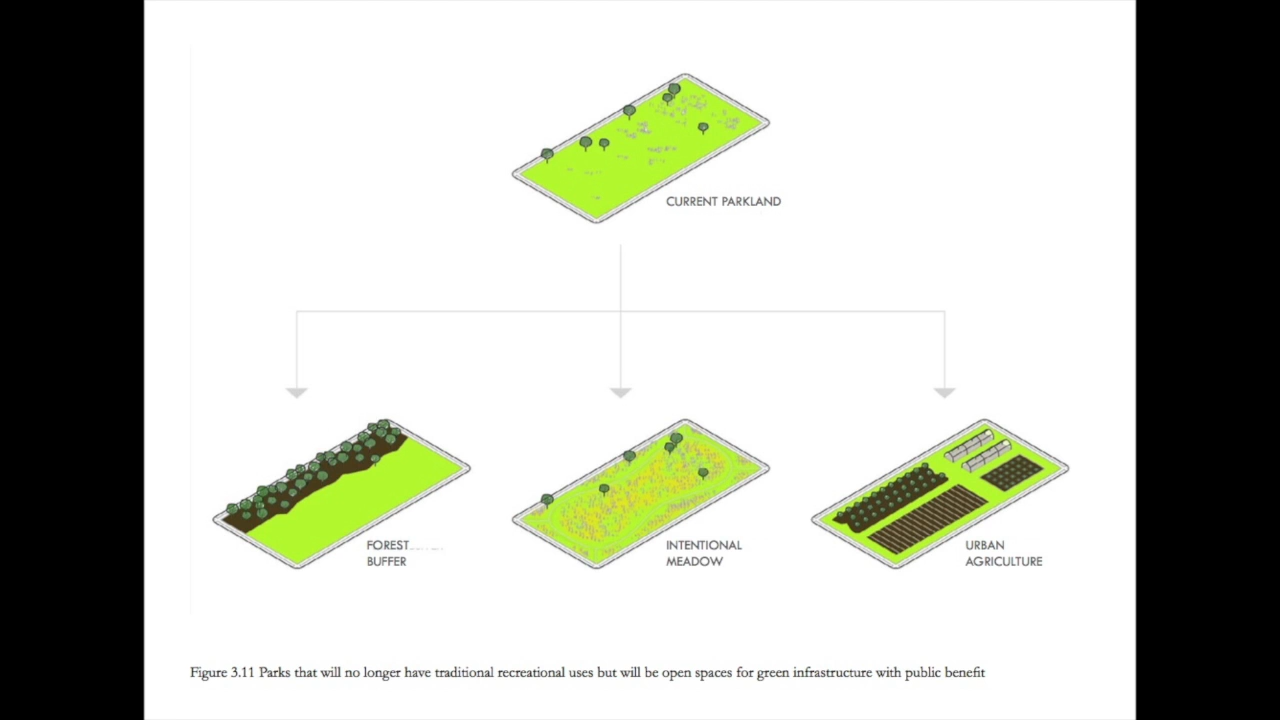 CURRENT PARKLAND
FOREST
BUFFER
INTENTIONAL
MEADOW
URBAN
AGRICULTURE
Figure 3.11 Parks that will no longer have traditional recreational uses but will be open spaces for green infrastructure with public benefit